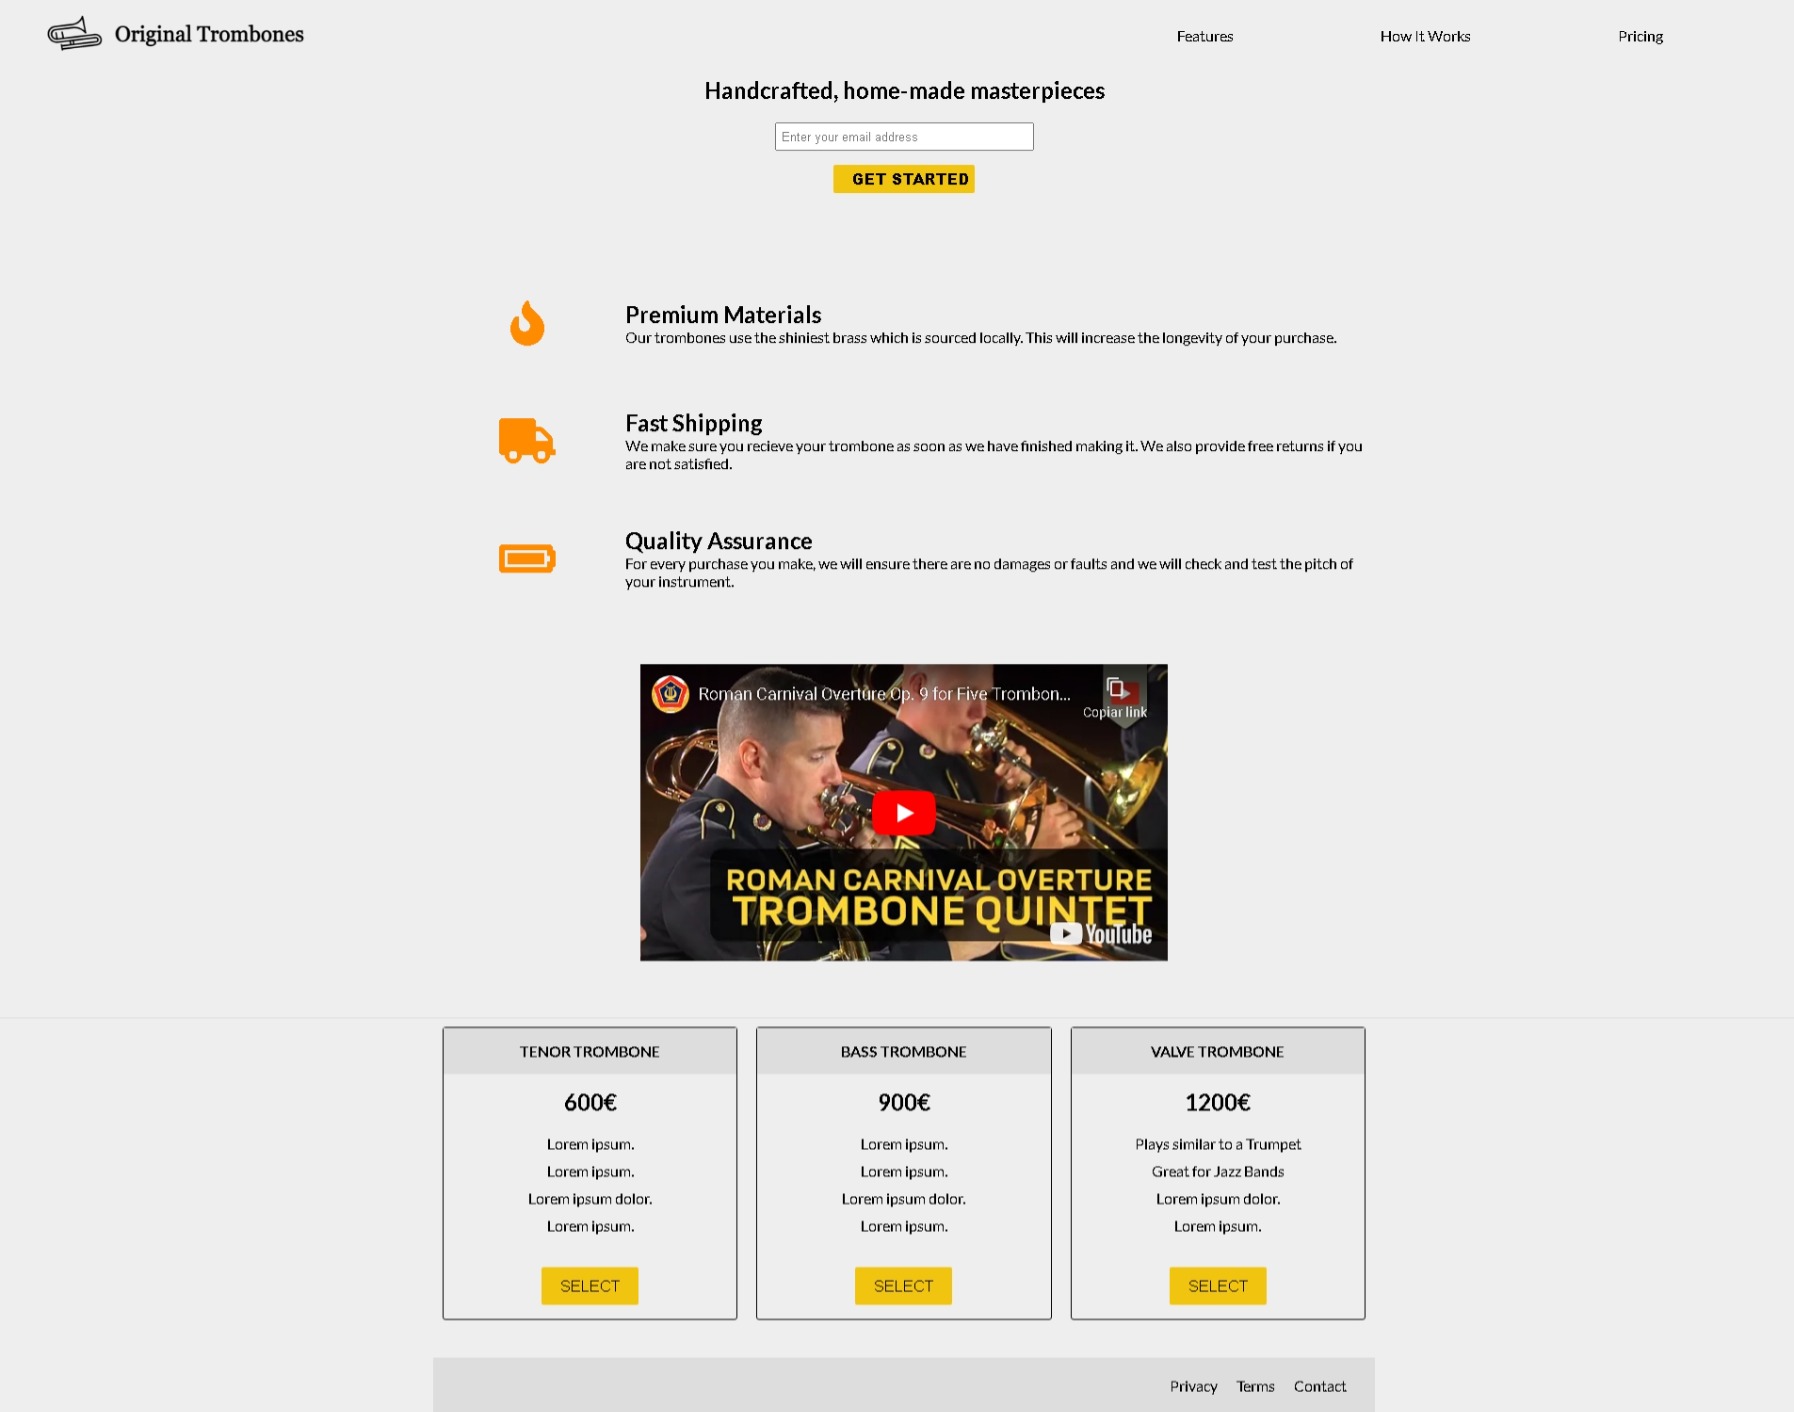 Original Trombones
Features
How It Works
Pricing
Handcrafted, home-made masterpieces
Enter your email address
GET STARTED
Premium Materials
Our trombones use the shiniest brass which is sourced locally. This will increase the longevity of your purchase.
Fast Shipping
We make sure you recieve your trombone as soon as we have finished making it. We also provide free returns if you
are not satisfied.
Quality Assurance
For every purchase you make, we will ensure there are no damages or faults and we will check and test the pitch of
your instrument.
Roman Carnival Overture Op. 9 for Five Trombon...
Copiar link
ROMAN CARNIVAL OVERTURE
TROMBONE QUINTET
YouTube
TENOR TROMBONE
600€
Lorem ipsum.
Lorem ipsum.
Lorem ipsum dolor.
Lorem ipsum.
SELECT
BASS TROMBONE
900€
Lorem ipsum.
Lorem ipsum.
Lorem ipsum dolor.
Lorem ipsum.
SELECT
VALVE TROMBONE
1200€
Plays similar to a Trumpet
Great for Jazz Bands
Lorem ipsum dolor.
Lorem ipsum.
SELECT
Privacy
Terms
Contact